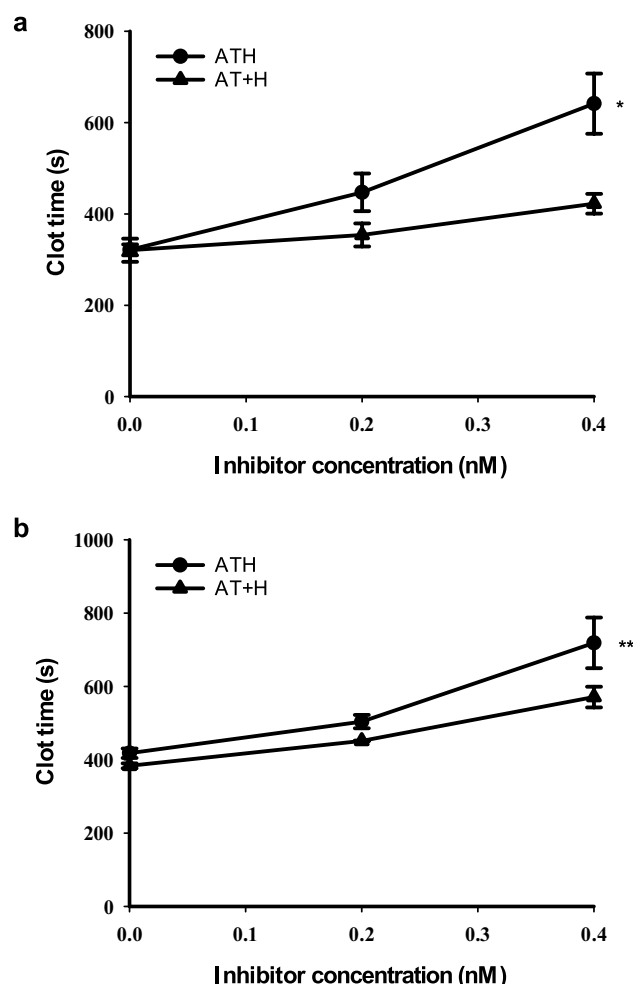 a
800
600
400
200
0
ATH
AT+H
*
Clot time (s)
0.0 0.1 0.2 0.3 0.4
Inhibitor concentration (nM)
b
1000
800
600
400
200
0
ATH
AT+H
**
Clot time (s)
0.0 0.1 0.2 0.3 0.4
Inhibitor concentration (nM)